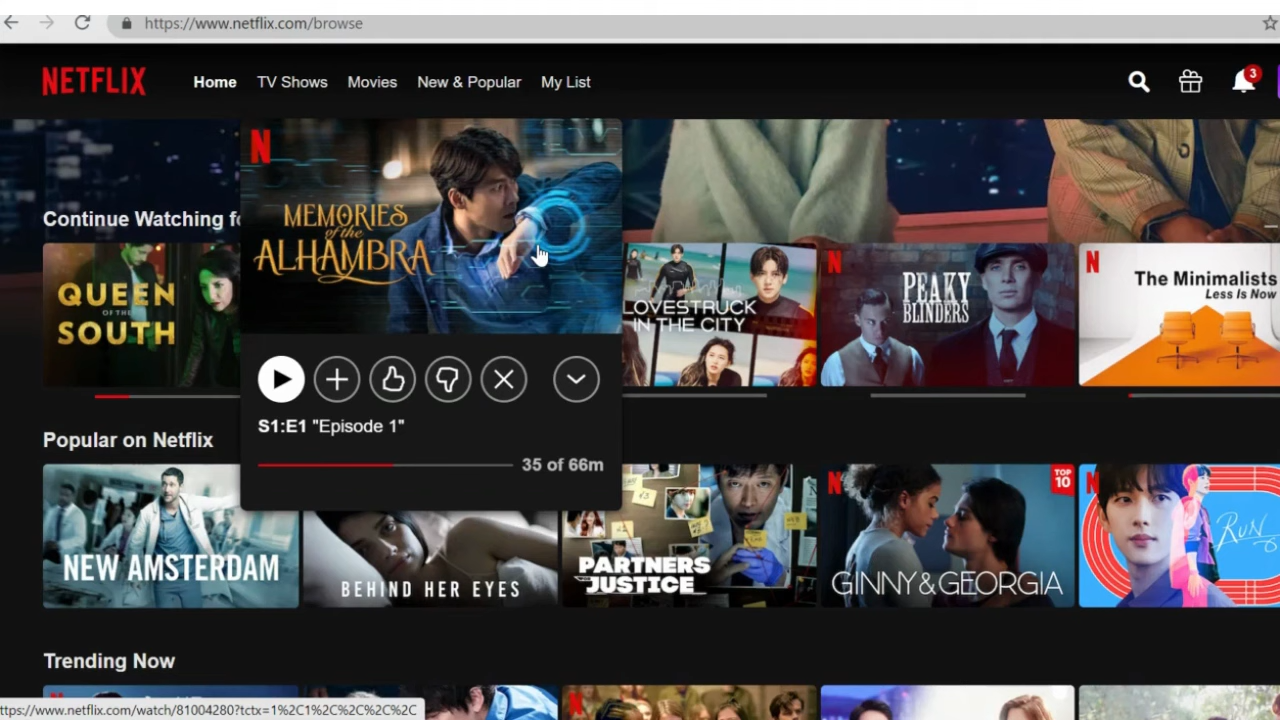 https://www.netflix.com/browse
NETFLIX Home TV Shows Movies New & Popular My List 3
Continue Watching fo
QUEEN
OF THE
SOUTH
N
MEMORIES
of the
ALHAMBRA
LOVESTRUCK
IN THE CITY
N
PEAKY
BLINDERS
N
The Minimalists
Less Is Now
S1:E1 "Episode 1"
35 of 66m
Popular on Netflix
NEW AMSTERDAM
BEHIND HER EYES
PARTNERS
JUSTICE
N
TOP
10
GINNY & GEORGIA
N
RUN
Trending Now
N
N
ttps://www.netflix.com/watch/81004280?tctx=1%2C1%2C%2C%2C%2C